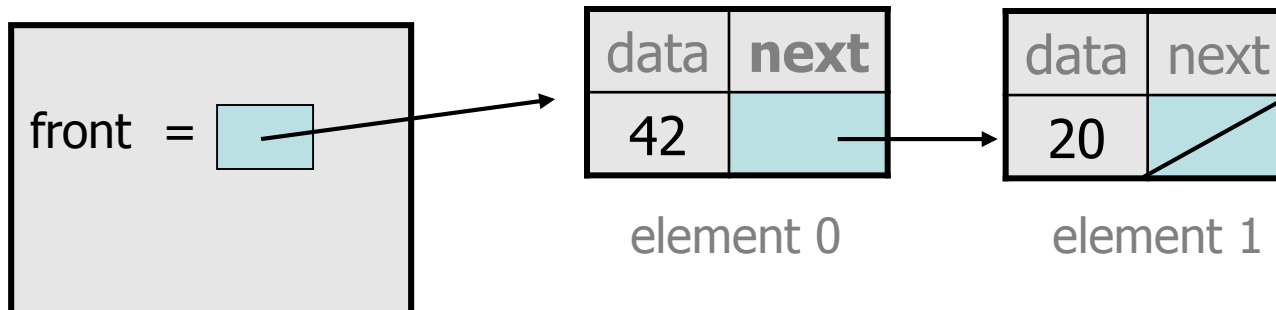 front =
data next
42
element 0
data next
20
element 1